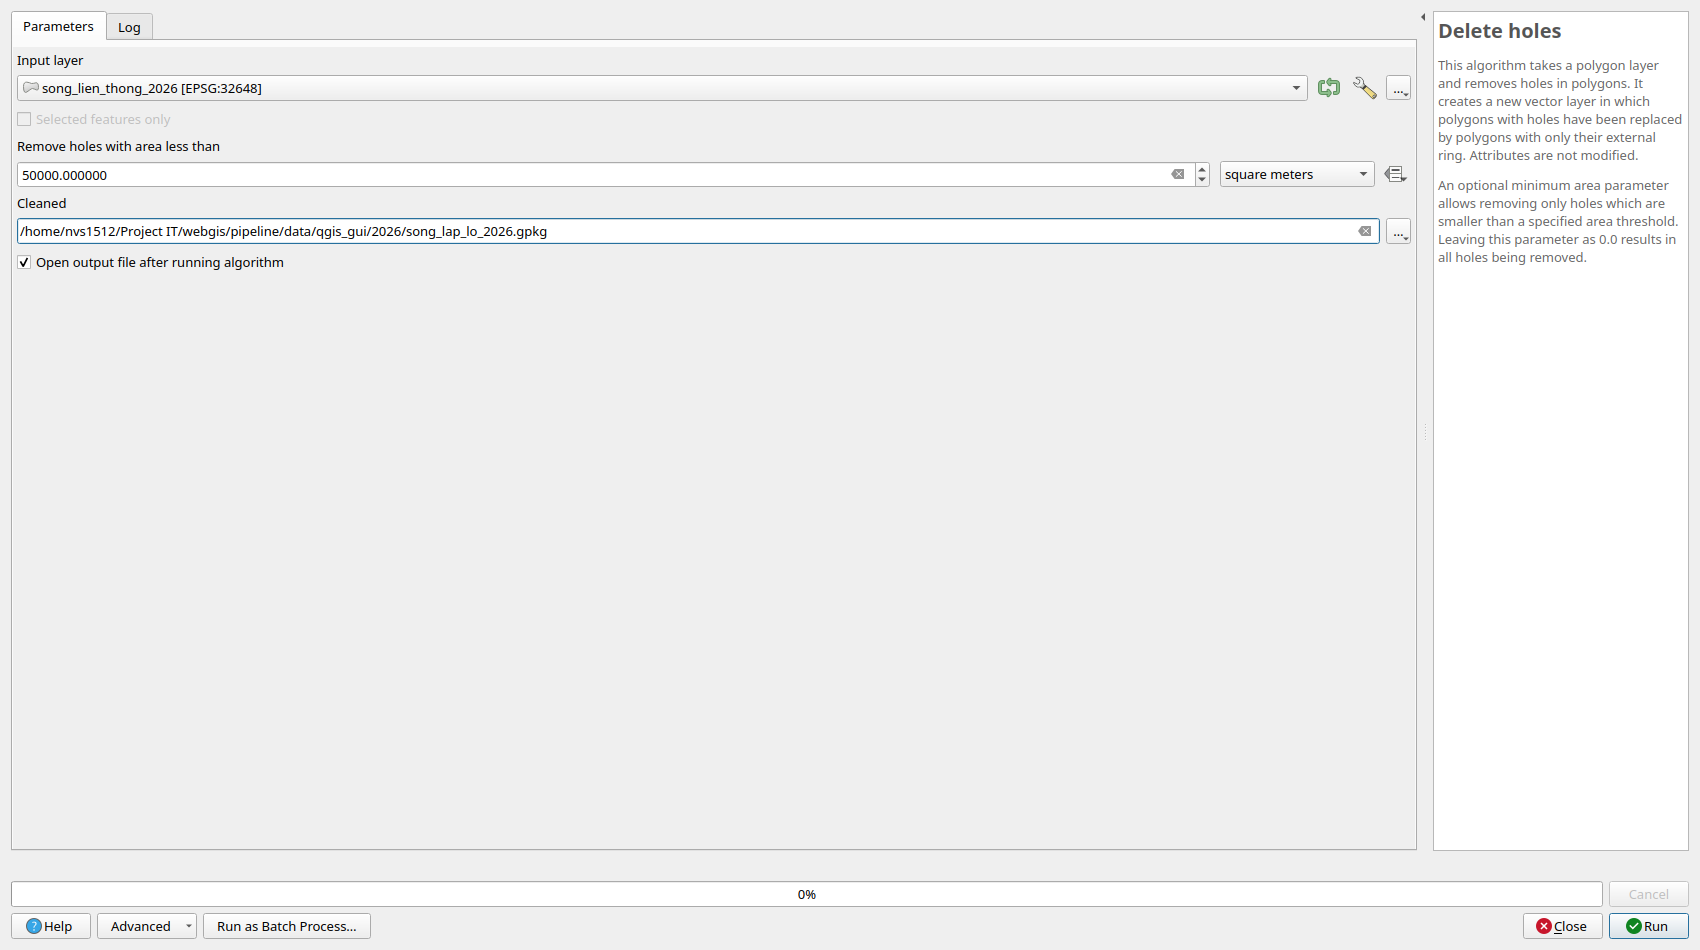 Parameters
Log
Input layer
song_lien_thong_2026 [EPSG:32648]
...
Selected features only
Remove holes with area less than
50000.000000
square meters
Cleaned
/home/nvs1512/Project IT/webgis/pipeline/data/qgis_gui/2026/song_lap_lo_2026.gpkg
...
Open output file after running algorithm
Delete holes
This algorithm takes a polygon layer
and removes holes in polygons. It
creates a new vector layer in which
polygons with holes have been replaced
by polygons with only their external
ring. Attributes are not modified.
An optional minimum area parameter
allows removing only holes which are
smaller than a specified area threshold.
Leaving this parameter as 0.0 results in
all holes being removed.
0%
Cancel
Help
Advanced
Run as Batch Process...
Close
Run